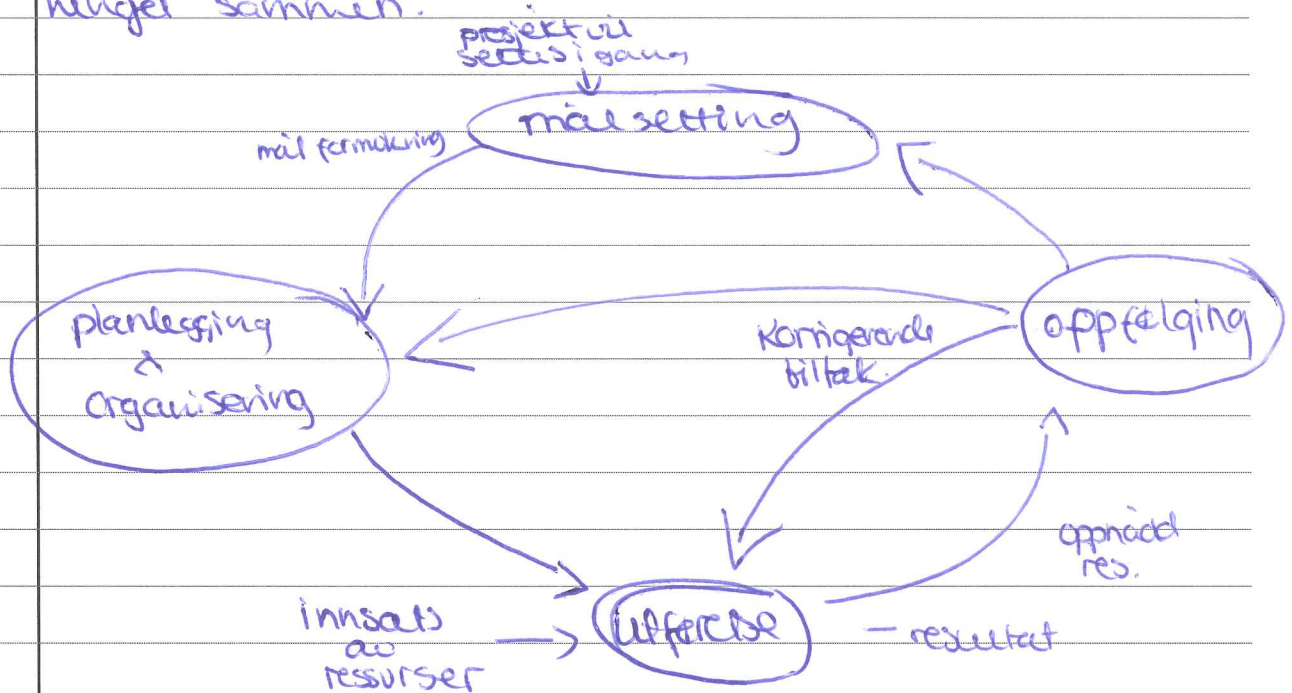 henger sammen.
prosjekt vil
settes i gang
målsetting
mål formulering
planlegging
&
organisering
Korrigerende
tiltak.
oppfølging
oppnådd
res.
innsats
av
ressurser
utførelse
– resultat